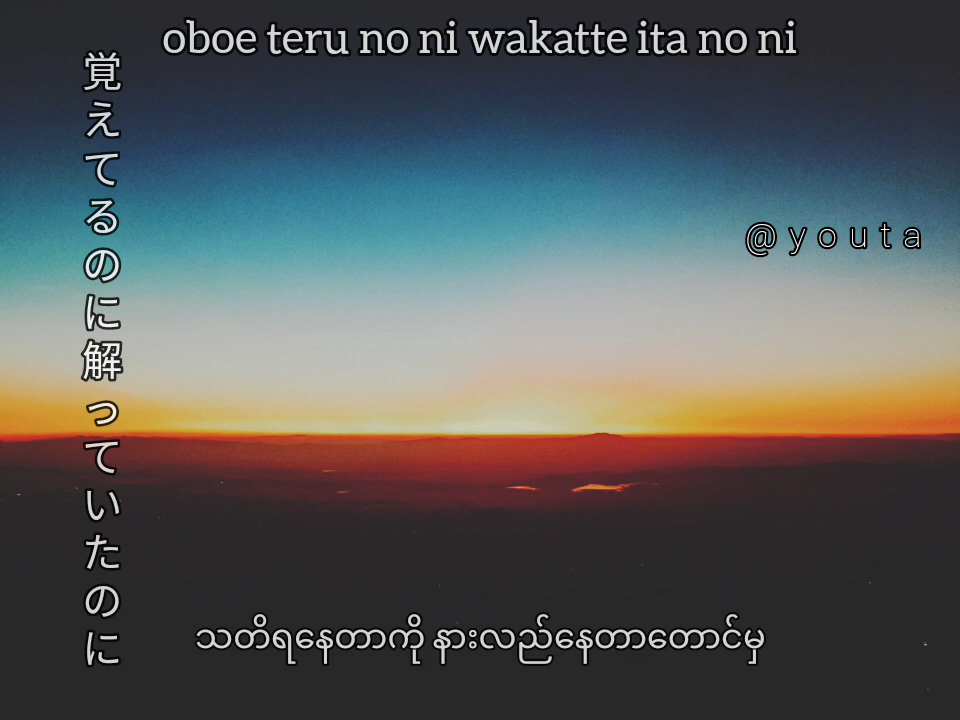 oboe teru no ni wakatte ita no ni
覚えてるのに解っていたのに
@youta
သတိရနေတာကို နားလည်နေတာတောင်မှ